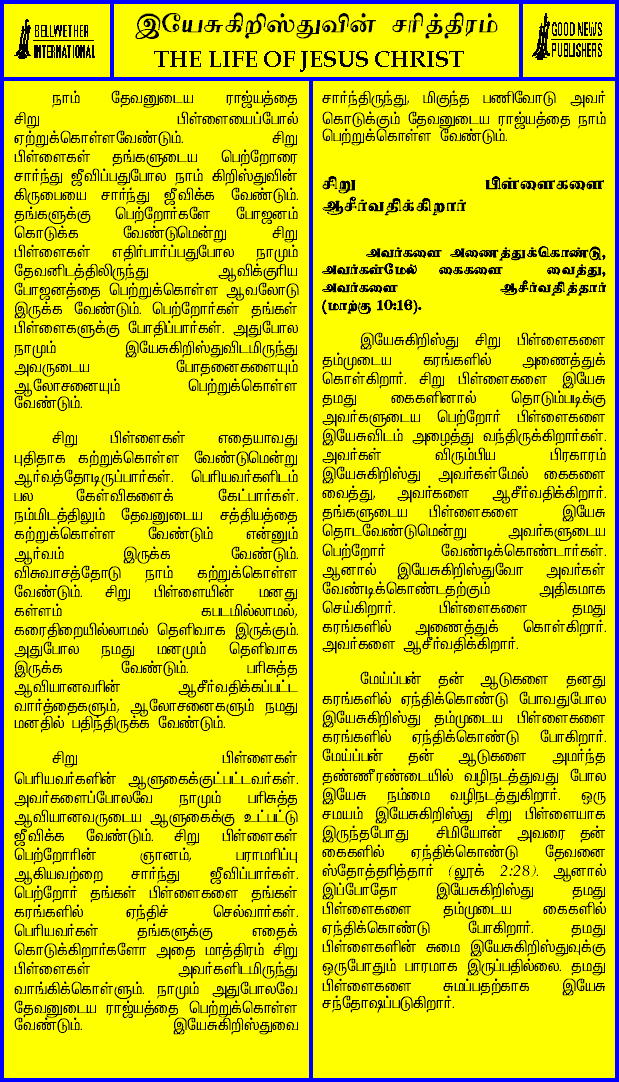 BELLWETHER
INTERNATIONAL
இயேசுகிறிஸ்துவின் சரித்திரம்
THE LIFE OF JESUS CHRIST
GOOD NEWS
PUBLISHERS
நாம் தேவனுடைய ராஜ்யத்தை
சிறு பிள்ளையைப்போல்
ஏற்றுக்கொள்ளவேண்டும். சிறு
பிள்ளைகள் தங்களுடைய பெற்றோரை
சார்ந்து ஜீவிப்பதுபோல நாம் கிறிஸ்துவின்
கிருபையை சார்ந்து ஜீவிக்க வேண்டும்.
தங்களுக்கு பெற்றோர்களே போஜனம்
கொடுக்க வேண்டுமென்று சிறு
பிள்ளைகள் எதிர்பார்ப்பதுபோல நாமும்
தேவனிடத்திலிருந்து ஆவிக்குரிய
போஜனத்தை பெற்றுக்கொள்ள ஆவலோடு
இருக்க வேண்டும். பெற்றோர்கள் தங்கள்
பிள்ளைகளுக்கு போதிப்பார்கள். அதுபோல
நாமும் இயேசுகிறிஸ்துவிடமிருந்து
அவருடைய போதனைகளையும்
ஆலோசனையும் பெற்றுக்கொள்ள
வேண்டும்.
சிறு பிள்ளைகள் எதையாவது
புதிதாக கற்றுக்கொள்ள வேண்டுமென்று
ஆர்வத்தோடிருப்பார்கள். பெரியவர்களிடம்
பல கேள்விகளைக் கேட்பார்கள்.
நம்மிடத்திலும் தேவனுடைய சத்தியத்தை
கற்றுக்கொள்ள வேண்டும் என்னும்
ஆர்வம் இருக்க வேண்டும்.
விசுவாசத்தோடு நாம் கற்றுக்கொள்ள
வேண்டும். சிறு பிள்ளையின் மனது
கள்ளம் கபடமில்லாமல்,
கரைதிறையில்லாமல் தெளிவாக இருக்கும்.
அதுபோல நமது மனமும் தெளிவாக
இருக்க வேண்டும். பரிசுத்த
ஆவியானவரின் ஆசீர்வதிக்கப்பட்ட
வார்த்தைகளும், ஆலோசனைகளும் நமது
மனதில் பதிந்திருக்க வேண்டும்.
சிறு பிள்ளைகள்
பெரியவர்களின் ஆளுகைக்குட்பட்டவர்கள்.
அவர்களைப்போலவே நாமும் பரிசுத்த
ஆவியானவருடைய ஆளுகைக்கு உட்பட்டு
ஜீவிக்க வேண்டும். சிறு பிள்ளைகள்
பெற்றோரின் ஞானம், பராமரிப்பு
ஆகியவற்றை சார்ந்து ஜீவிப்பார்கள்.
பெற்றோர் தங்கள் பிள்ளைகளை தங்கள்
கரங்களில் ஏந்திச் செல்வார்கள்.
பெரியவர்கள் தங்களுக்கு எதைக்
கொடுக்கிறார்களோ அதை மாத்திரம் சிறு
பிள்ளைகள் அவர்களிடமிருந்து
வாங்கிக்கொள்ளும். நாமும் அதுபோலவே
தேவனுடைய ராஜ்யத்தை பெற்றுக்கொள்ள
வேண்டும். இயேசுகிறிஸ்துவை
சார்ந்திருந்து, மிகுந்த பணிவோடு அவர்
கொடுக்கும் தேவனுடைய ராஜ்யத்தை நாம்
பெற்றுக்கொள்ள வேண்டும்.
சிறு பிள்ளைகளை
ஆசீர்வதிக்கிறார்
அவர்களை அணைத்துக்கொண்டு,
அவர்கள்மேல் கைகளை வைத்து,
அவர்களை ஆசீர்வதித்தார்
(மாற்கு 10:16).
இயேசுகிறிஸ்து சிறு பிள்ளைகளை
தம்முடைய கரங்களில் அணைத்துக்
கொள்கிறார். சிறு பிள்ளைகளை இயேசு
தமது கைகளினால் தொடும்படிக்கு
அவர்களுடைய பெற்றோர் பிள்ளைகளை
இயேசுவிடம் அழைத்து வந்திருக்கிறார்கள்.
அவர்கள் விரும்பிய பிரகாரம்
இயேசுகிறிஸ்து அவர்கள்மேல் கைகளை
வைத்து, அவர்களை ஆசீர்வதிக்கிறார்.
தங்களுடைய பிள்ளைகளை இயேசு
தொடவேண்டுமென்று அவர்களுடைய
பெற்றோர் வேண்டிக்கொண்டார்கள்.
ஆனால் இயேசுகிறிஸ்துவோ அவர்கள்
வேண்டிக்கொண்டதற்கும் அதிகமாக
செய்கிறார். பிள்ளைகளை தமது
கரங்களில் அணைத்துக் கொள்கிறார்.
அவர்களை ஆசீர்வதிக்கிறார்.
மேய்ப்பன் தன் ஆடுகளை தனது
கரங்களில் ஏந்திக்கொண்டு போவதுபோல
இயேசுகிறிஸ்து தம்முடைய பிள்ளைகளை
கரங்களில் ஏந்திக்கொண்டு போகிறார்.
மேய்ப்பன் தன் ஆடுகளை அமர்ந்த
தண்ணீரண்டையில் வழிநடத்துவது போல
இயேசு நம்மை வழிநடத்துகிறார். ஒரு
சமயம் இயேசுகிறிஸ்து சிறு பிள்ளையாக
இருந்தபோது சிமியோன் அவரை தன்
கைகளில் ஏந்திக்கொண்டு தேவனை
ஸ்தோத்தரித்தார் (லூக் 2:28). ஆனால்
இப்போதோ இயேசுகிறிஸ்து தமது
பிள்ளைகளை தம்முடைய கைகளில்
ஏந்திக்கொண்டு போகிறார். தமது
பிள்ளைகளின் சுமை இயேசுகிறிஸ்துவுக்கு
ஒருபோதும் பாரமாக இருப்பதில்லை. தமது
பிள்ளைகளை சுமப்பதற்காக இயேசு
சந்தோஷப்படுகிறார்.